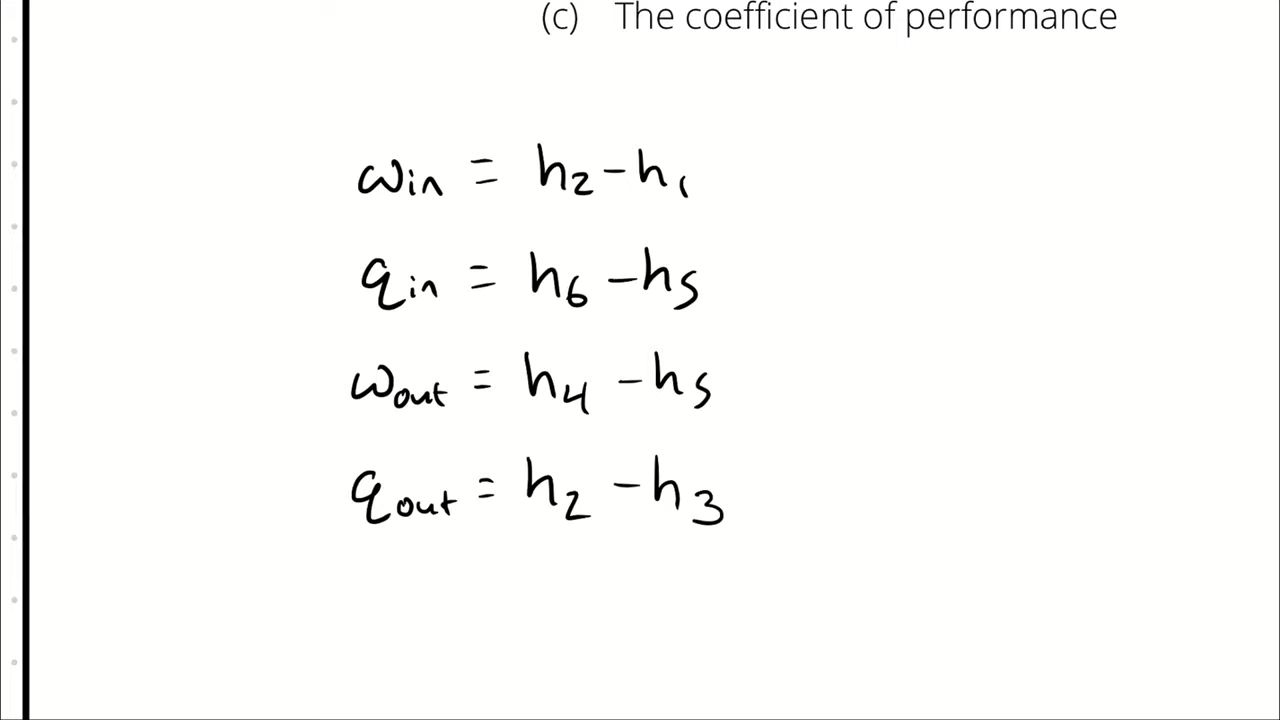 (c) The coefficient of performance
win = h2 - h1
qin = h6 - h5
wout = h4 - h5
qout = h2 - h3